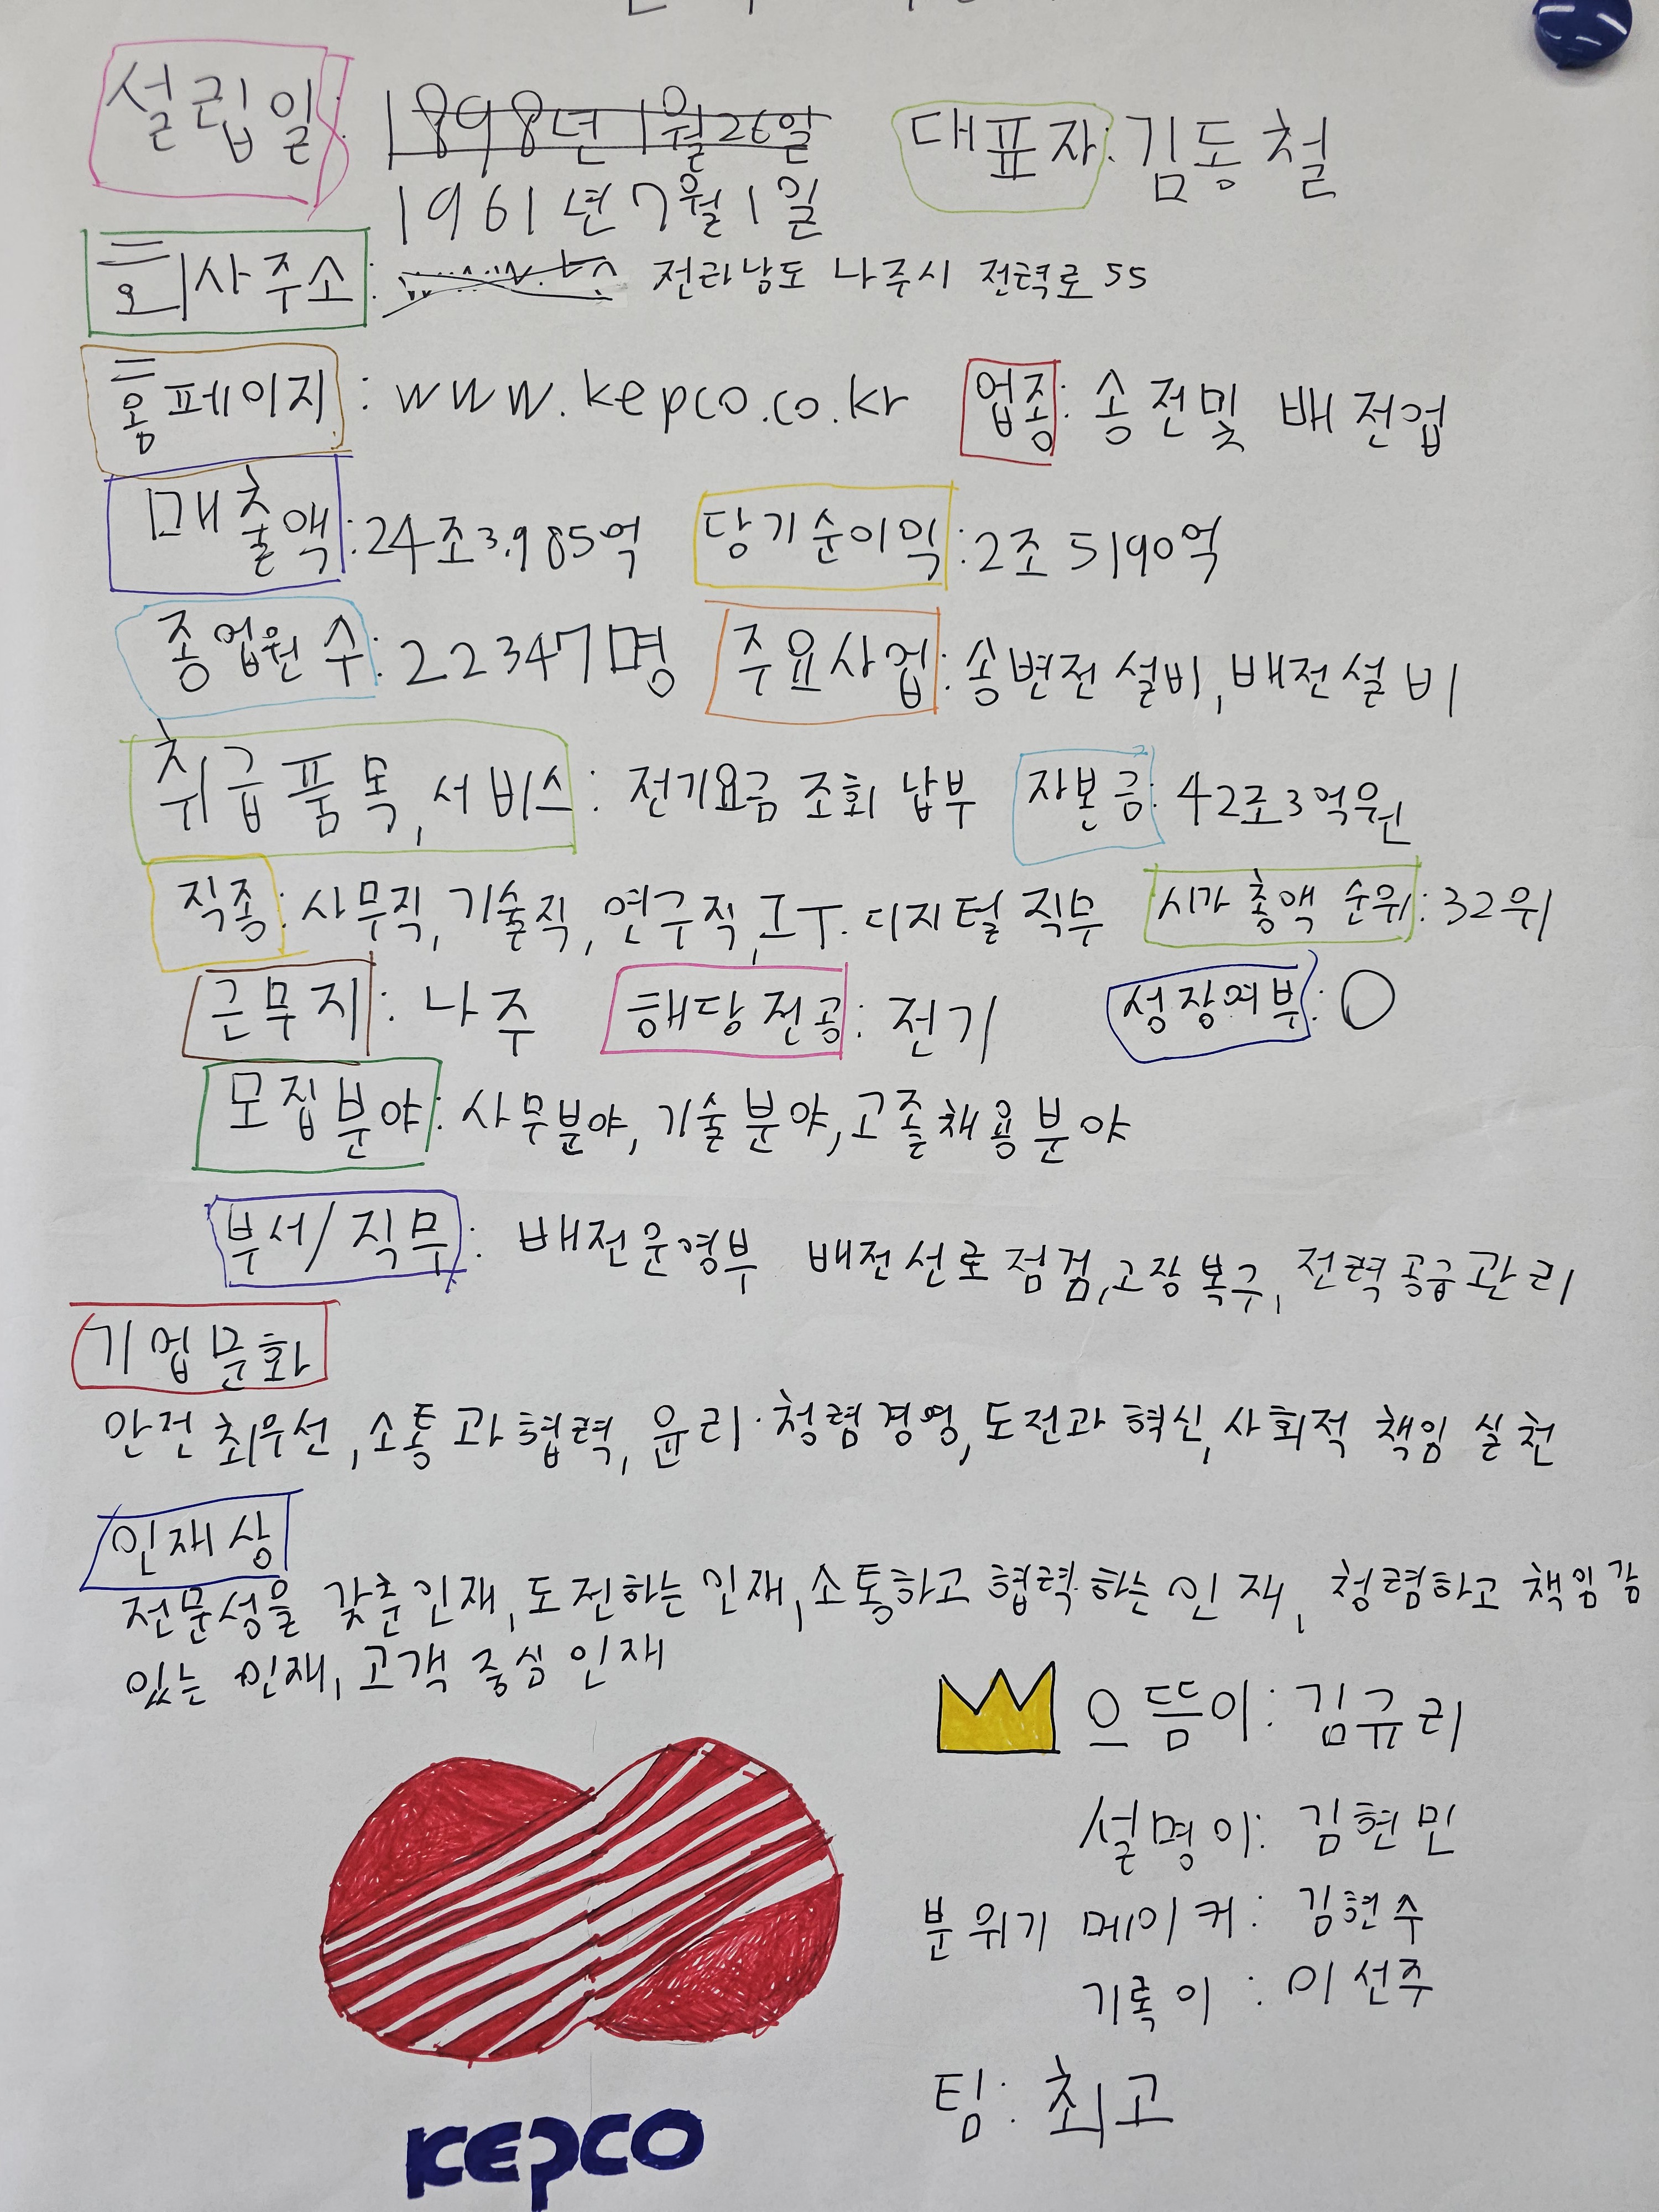 설립일: 1898년 1월 26일 대표자: 김동철
1961년 7월 1일
회사주소: 전라남도 나주시 전력로 55
홈페이지: www.kepco.co.kr 업종: 송전및 배전업
매출액: 24조3,985억 당기순이익: 2조 5190억
종업원 수: 22347명 주요사업: 송변전 설비, 배전설비
취급품목, 서비스: 전기요금 조회 납부 자본금: 42조3억원
직종: 사무직, 기술직, 연구직, IT. 디지털 직무 시가총액 순위: 32위
근무지: 나주 해당전공: 전기 성장여부: O
모집분야: 사무분야, 기술분야, 고졸채용분야
부서/직무: 배전운영부 배전선로점검, 고장복구, 전력공급관리
기업문화
안전최우선, 소통과협력, 윤리·청렴경영, 도전과 혁신, 사회적 책임 실천
인재상
전문성을 갖춘인재, 도전하는 인재, 소통하고 협력하는 인재, 청렴하고 책임감
있는 인재, 고객 중심 인재
으뜸이: 김규리
설명이: 김현민
분위기 메이커: 김현수
기록이: 이선주
팀: 최고
KEPCO